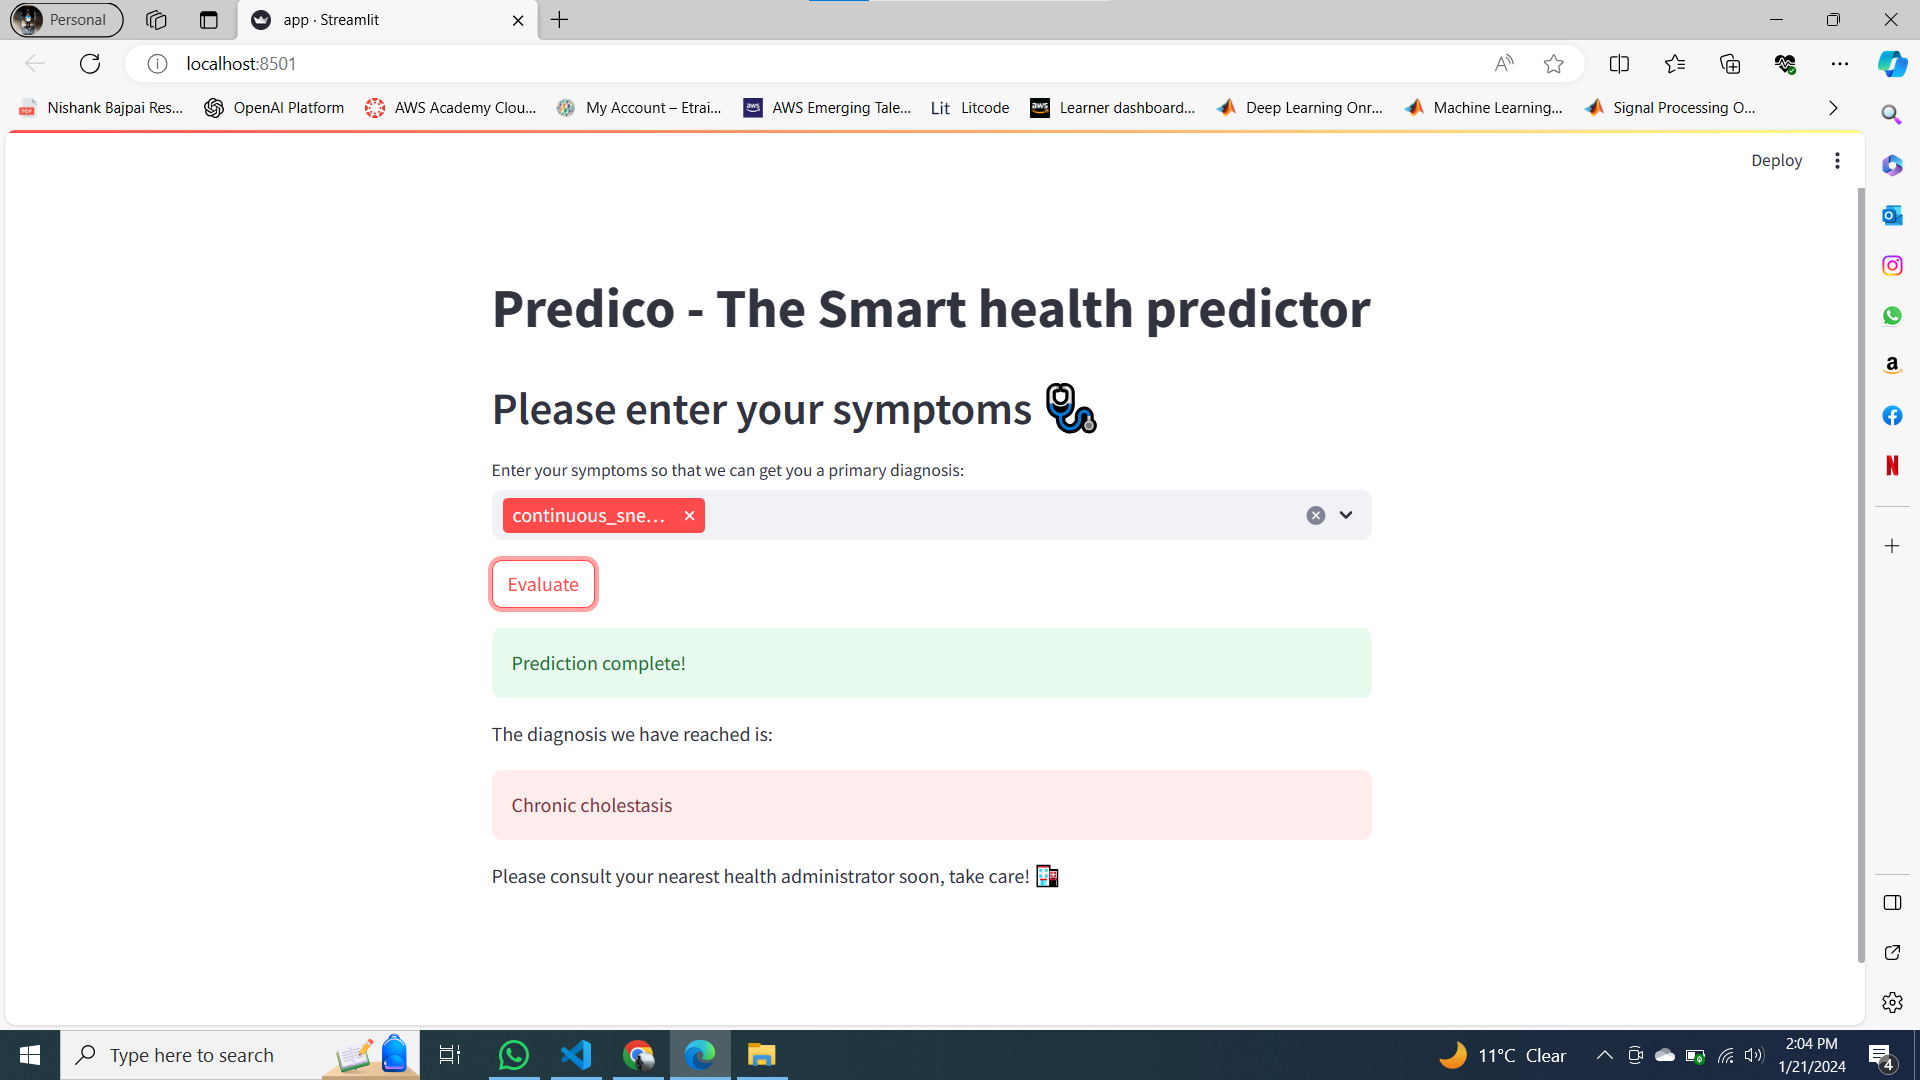 Personal
app · Streamlit
localhost:8501
Nishank Bajpai Res...
OpenAI Platform
AWS Academy Clou...
My Account – Etrai...
AWS Emerging Tale...
Lit Litcode
Learner dashboard...
Deep Learning Onr...
Machine Learning...
Signal Processing O...
Deploy
Predico - The Smart health predictor
Please enter your symptoms
Enter your symptoms so that we can get you a primary diagnosis:
continuous_sne...
Evaluate
Prediction complete!
The diagnosis we have reached is:
Chronic cholestasis
Please consult your nearest health administrator soon, take care!
Type here to search
11°C Clear
2:04 PM
1/21/2024
4